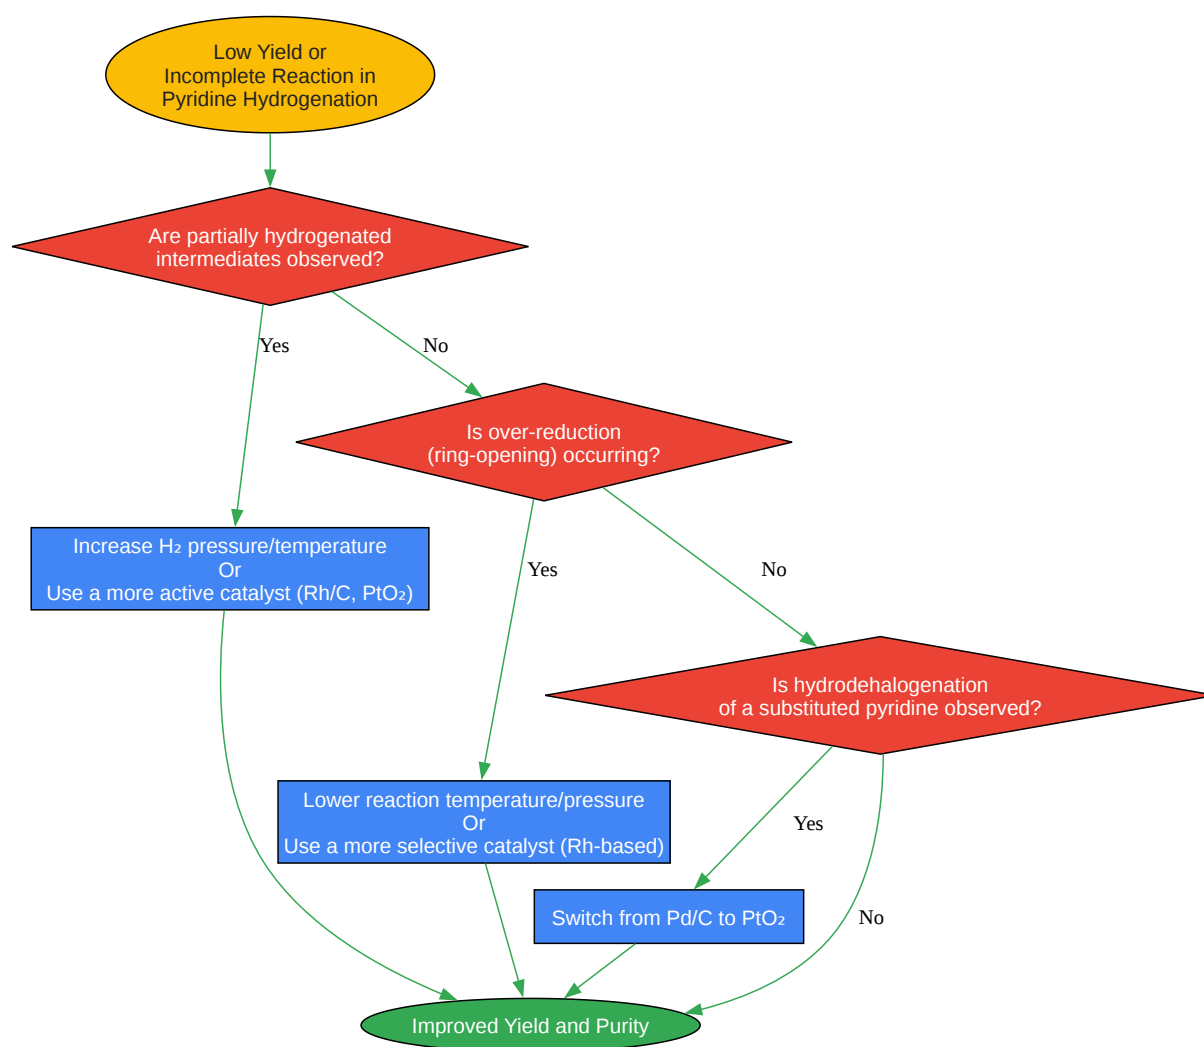 Low Yield or
Incomplete Reaction in
Pyridine Hydrogenation
Are partially hydrogenated
intermediates observed?
Yes
No
Is over-reduction
(ring-opening) occurring?
Increase H₂ pressure/temperature
Or
Use a more active catalyst (Rh/C, PtO₂)
Yes
No
Is hydrodehalogenation
of a substituted pyridine observed?
Lower reaction temperature/pressure
Or
Use a more selective catalyst (Rh-based)
Yes
Switch from Pd/C to PtO₂
No
Improved Yield and Purity